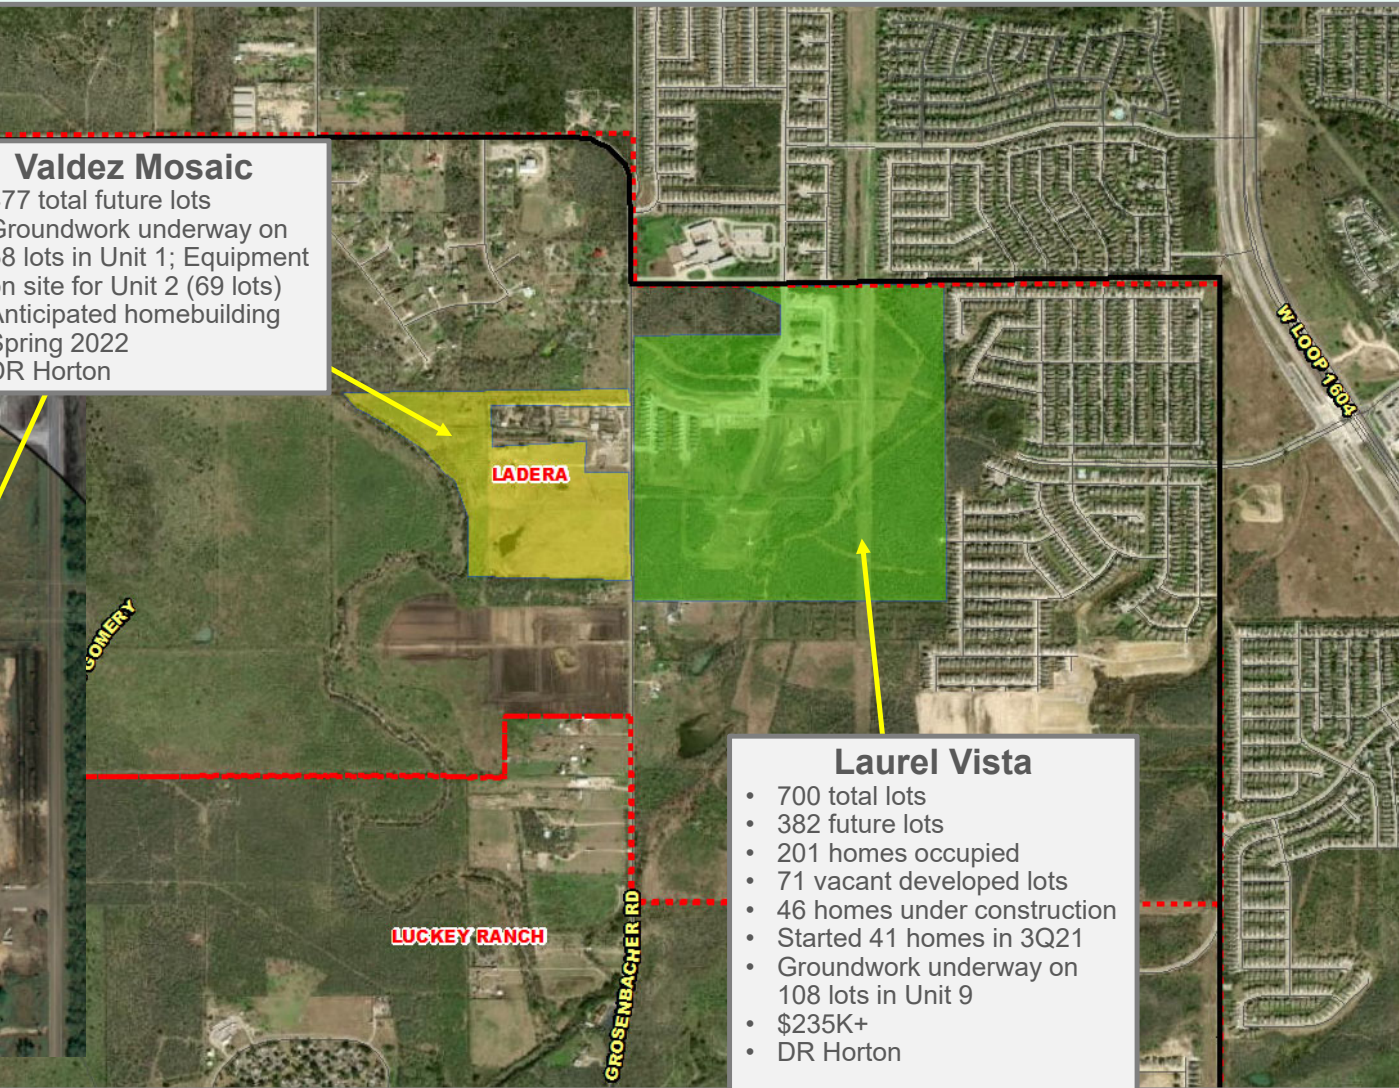 Valdez Mosaic
77 total future lots
Groundwork underway on
8 lots in Unit 1; Equipment
on site for Unit 2 (69 lots)
Anticipated homebuilding
Spring 2022
DR Horton
W LOOP 1604
LADERA
GOMERY
Laurel Vista
• 700 total lots
• 382 future lots
• 201 homes occupied
• 71 vacant developed lots
• 46 homes under construction
• Started 41 homes in 3Q21
• Groundwork underway on
108 lots in Unit 9
• $235K+
• DR Horton
LUCKEY RANCH
GROSENBACHER RD